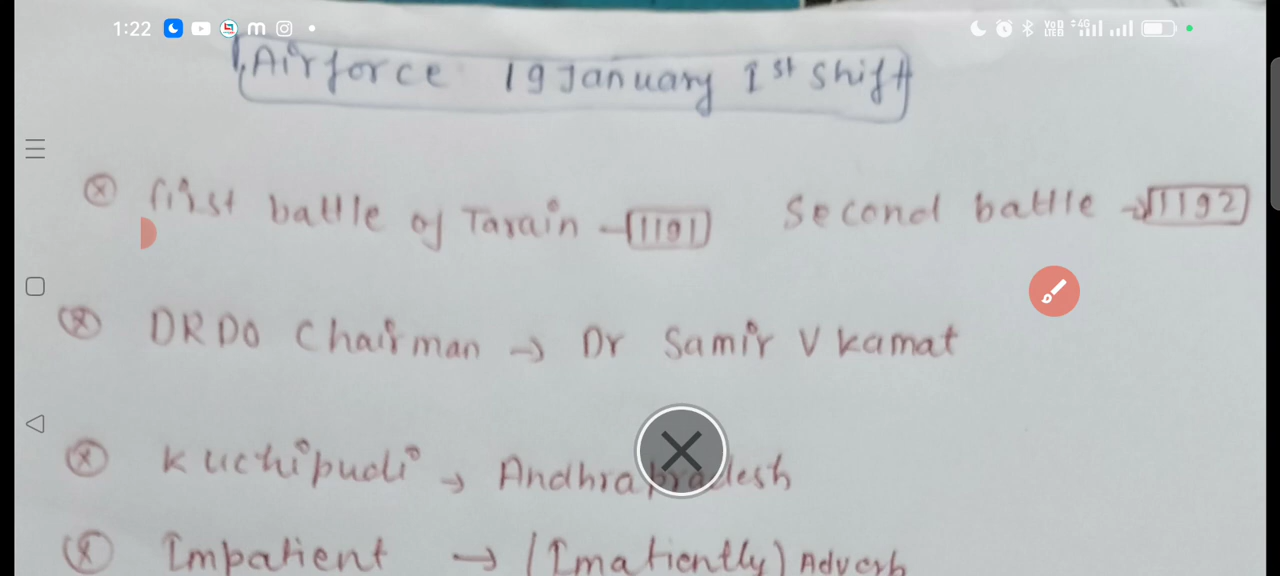 1:22
Airforce 19 January 1st shift
first battle of Tarain → 1191 Second battle → 1192
DRDO Chairman → Dr Samir V Kamat
Kuchipudi → Andhrapradesh
Impatient → (Imatiently) Adverb